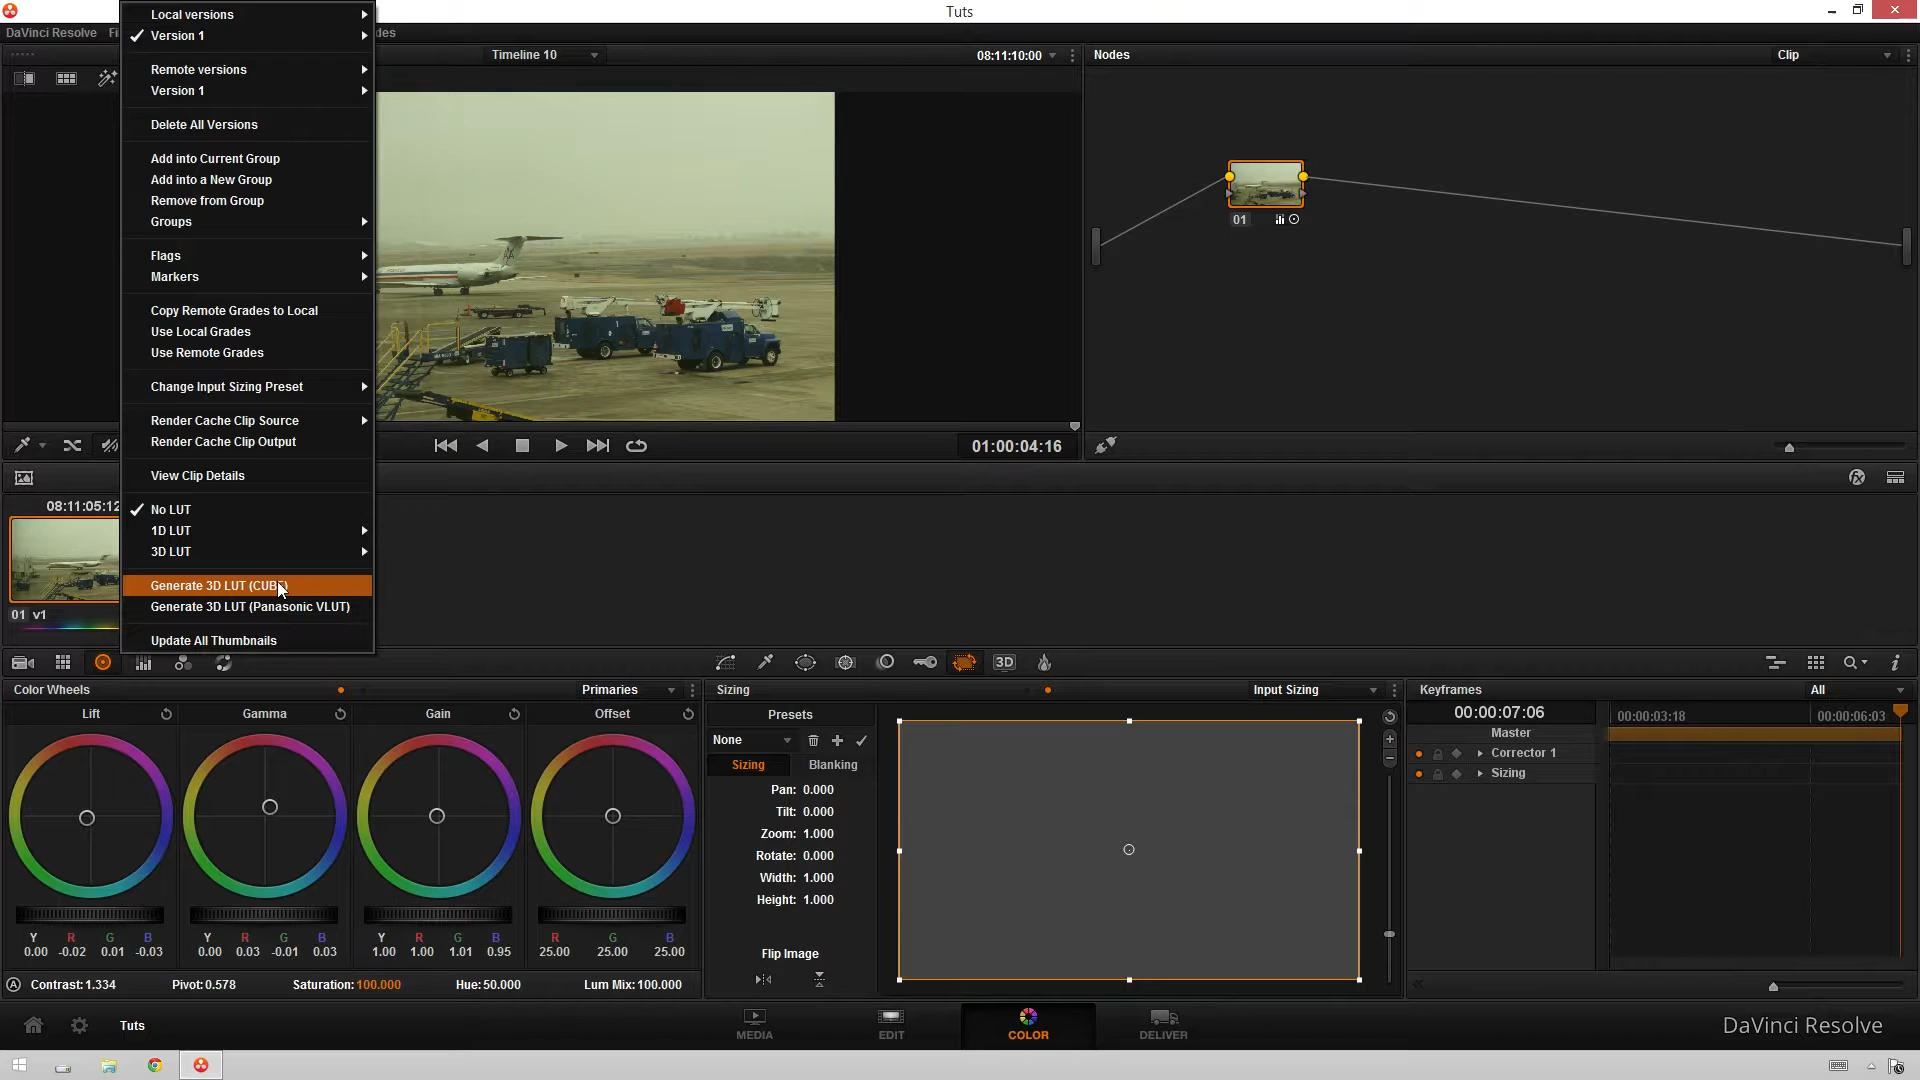 Tuts
DaVinci Resolve
Timeline 10
08:11:10:00
Nodes
Clip
Local versions
Version 1
Remote versions
Version 1
Delete All Versions
Add into Current Group
Add into a New Group
Remove from Group
Groups
Flags
Markers
Copy Remote Grades to Local
Use Local Grades
Use Remote Grades
Change Input Sizing Preset
Render Cache Clip Source
Render Cache Clip Output
View Clip Details
No LUT
1D LUT
3D LUT
Generate 3D LUT (CUBE)
Generate 3D LUT (Panasonic VLUT)
Update All Thumbnails
01
01:00:04:16
08:11:05:12
01 v1
3D
Color Wheels
Primaries
Sizing
Input Sizing
Keyframes
All
Lift
Gamma
Gain
Offset
Presets
None
Sizing
Blanking
Pan: 0.000
Tilt: 0.000
Zoom: 1.000
Rotate: 0.000
Width: 1.000
Height: 1.000
Flip Image
00:00:07:06
00:00:03:18
00:00:06:03
Master
Corrector 1
Sizing
Y R G B
0.00 -0.02 0.01 -0.03
Y R G B
0.00 0.03 -0.01 0.03
Y R G B
1.00 1.00 1.01 0.95
R G B
25.00 25.00 25.00
A
Contrast:1.334
Pivot:0.578
Saturation:100.000
Hue:50.000
Lum Mix:100.000
Tuts
MEDIA
EDIT
COLOR
DELIVER
DaVinci Resolve